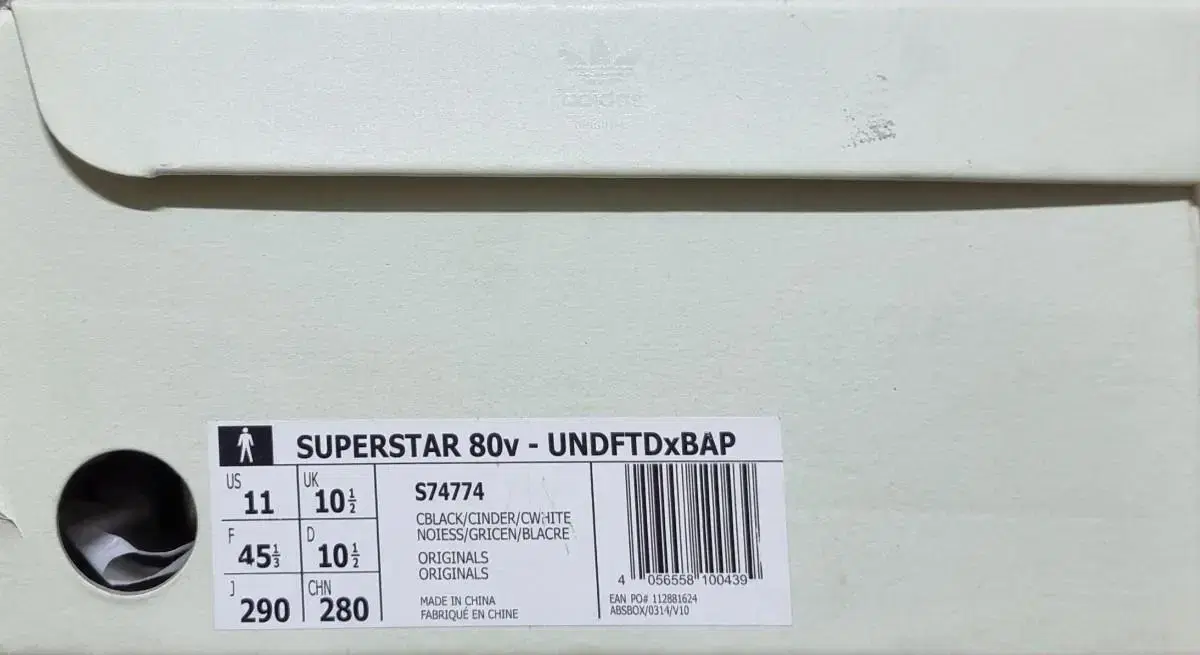 adidas
SUPERSTAR 80v - UNDFTDxBAP
US 11 UK 10½
F 45⅓ D 10½
J 290 CHN 280
S74774
CBLACK/CINDER/CWHITE
NOIESS/GRICEN/BLACRE
ORIGINALS
ORIGINALS
MADE IN CHINA
FABRIQUÉ EN CHINE
4 056558 100439
EAN PO# 112881624
ABSBOX/0314/V10